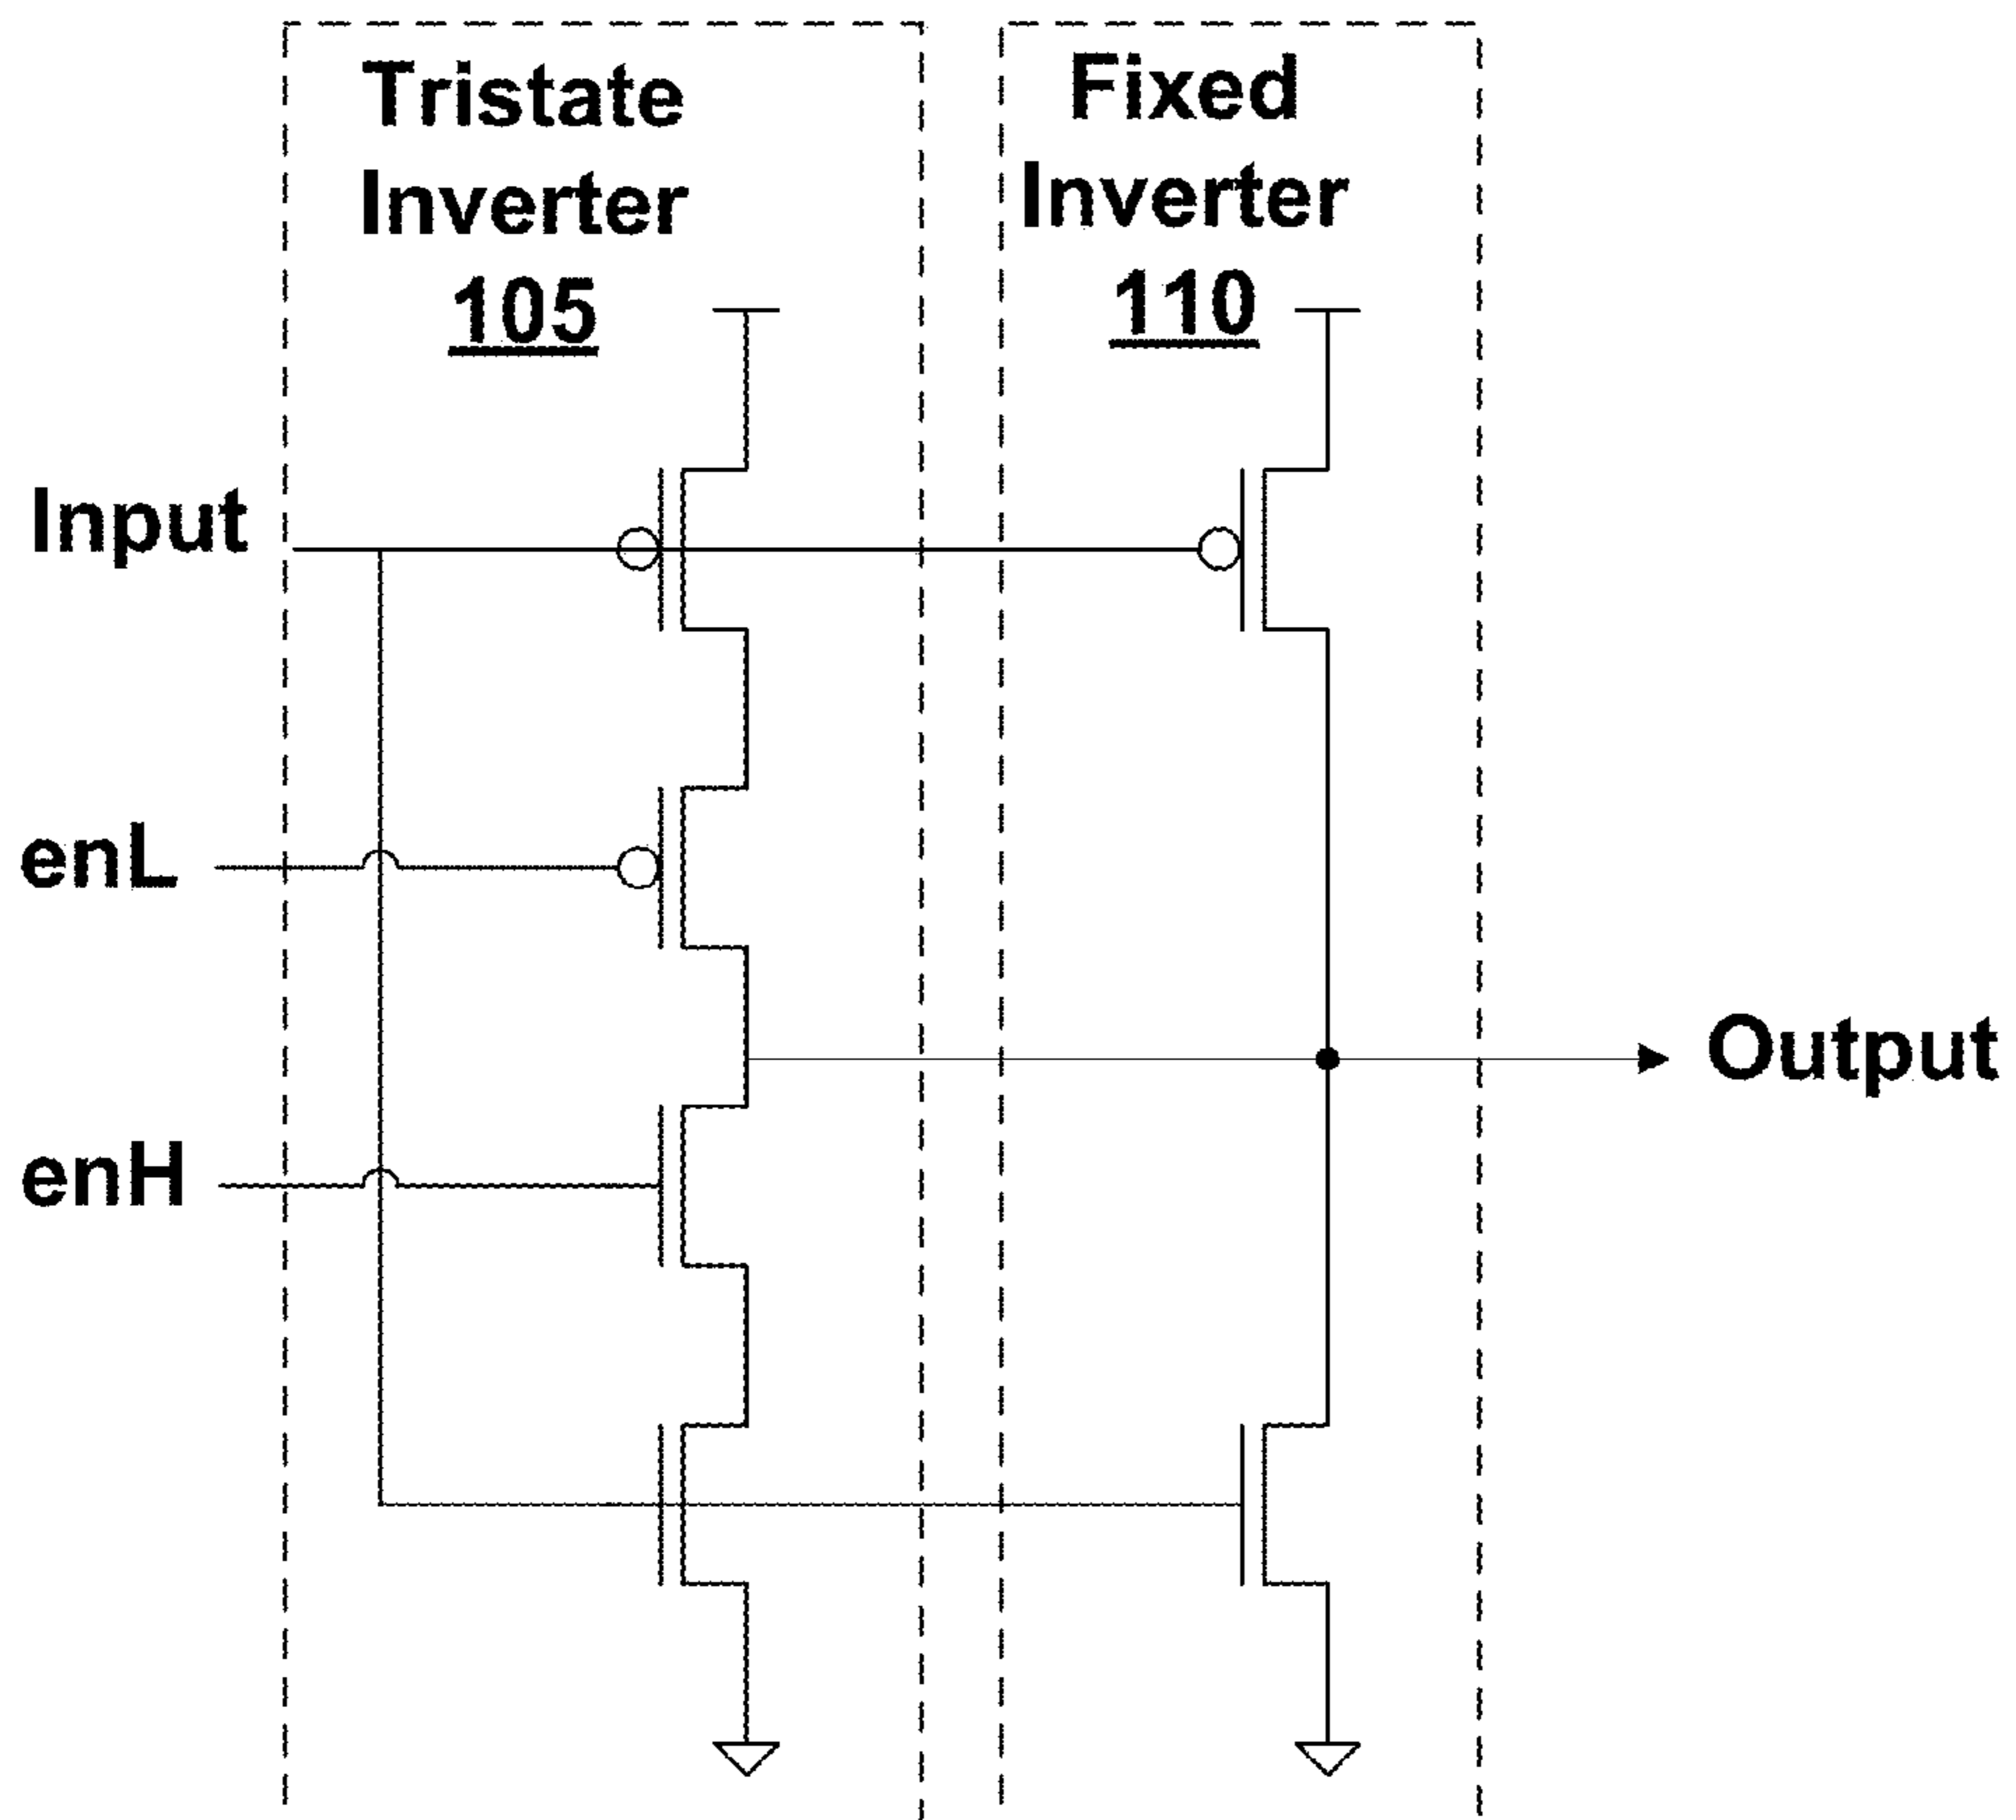 Tristate
Inverter
105
Fixed
Inverter
110
Input
enL
Output
enH